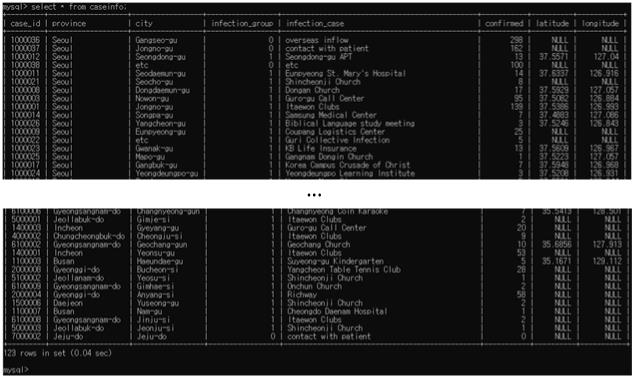 mysql> select * from caseinfo;
| case_id | province | city | infection_group | infection_case | confirmed | latitude | longitude |
| 1000036 | Seoul | Gangseo-gu | 0 | overseas inflow | 298 | NULL | NULL |
| 1000037 | Seoul | Jongno-gu | 0 | contact with patient | 162 | NULL | NULL |
| 1000012 | Seoul | Seongdong-gu | 1 | Seongdong-gu APT | 13 | 37.5571 | 127.04 |
| 1000038 | Seoul | etc | 0 | etc | 100 | NULL | NULL |
| 1000011 | Seoul | Seodaemun-gu | 1 | Eunpyeong St. Mary's Hospital | 14 | 37.6337 | 126.916 |
| 1000021 | Seoul | Seocho-gu | 1 | Shincheonji Church | 8 | NULL | NULL |
| 1000008 | Seoul | Dongdaemun-gu | 1 | Dongan Church | 17 | 37.5929 | 127.057 |
| 1000003 | Seoul | Nowon-gu | 1 | Guro-gu Call Center | 95 | 37.5082 | 126.884 |
| 1000001 | Seoul | Jongno-gu | 1 | Itaewon Clubs | 139 | 37.5386 | 126.993 |
| 1000014 | Seoul | Songpa-gu | 1 | Samsung Medical Center | 7 | 37.4883 | 127.086 |
| 1000026 | Seoul | Yangcheon-gu | 1 | Biblical Language study meeting | 3 | 37.5246 | 126.843 |
| 1000009 | Seoul | Eunpyeong-gu | 1 | Coupang Logistics Center | 25 | NULL | NULL |
| 1000022 | Seoul | etc | 1 | Guri Collective Infection | 5 | NULL | NULL |
| 1000023 | Seoul | Gwanak-gu | 1 | KB Life Insurance | 13 | 37.5609 | 126.967 |
| 1000025 | Seoul | Mapo-gu | 1 | Gangnam Dongin Church | 1 | 37.5223 | 127.057 |
| 1000017 | Seoul | Gangbuk-gu | 1 | Korea Campus Crusade of Christ | 7 | 37.5948 | 126.968 |
| 1000024 | Seoul | Yeongdeungpo-gu | 1 | Yeongdeungpo Learning Institute | 3 | 37.5208 | 126.931 |
...
| 6100006 | Gyeongsangnam-do | Changnyeong-gun | 1 | Changnyeong Coin Karaoke | 7 | 35.5413 | 128.501 |
| 5000001 | Jeollabuk-do | Gimje-si | 1 | Itaewon Clubs | 2 | NULL | NULL |
| 1400003 | Incheon | Gyeyang-gu | 1 | Guro-gu Call Center | 20 | NULL | NULL |
| 4000002 | Chungcheongbuk-do | Cheongju-si | 1 | Itaewon Clubs | 9 | NULL | NULL |
| 6100002 | Gyeongsangnam-do | Geochang-gun | 1 | Geochang Church | 10 | 35.6856 | 127.913 |
| 1400001 | Incheon | Yeonsu-gu | 1 | Itaewon Clubs | 53 | NULL | NULL |
| 1100003 | Busan | Haeundae-gu | 1 | Suyeong-gu Kindergarten | 5 | 35.1671 | 129.112 |
| 2000008 | Gyeonggi-do | Bucheon-si | 1 | Yangcheon Table Tennis Club | 28 | NULL | NULL |
| 5100002 | Jeollanam-do | Yeosu-si | 1 | Shincheonji Church | 1 | NULL | NULL |
| 6100009 | Gyeongsangnam-do | Gimhae-si | 1 | Onchun Church | 2 | NULL | NULL |
| 2000004 | Gyeonggi-do | Anyang-si | 1 | Richway | 58 | NULL | NULL |
| 1500006 | Daejeon | Yuseong-gu | 1 | Shincheonji Church | 2 | NULL | NULL |
| 1100007 | Busan | Nam-gu | 1 | Cheongdo Daenam Hospital | 1 | NULL | NULL |
| 6100008 | Gyeongsangnam-do | Jinju-si | 1 | Itaewon Clubs | 2 | NULL | NULL |
| 5000003 | Jeollabuk-do | Jeonju-si | 1 | Shincheonji Church | 1 | NULL | NULL |
| 7000002 | Jeju-do | Jeju-do | 0 | contact with patient | 0 | NULL | NULL |
123 rows in set (0.04 sec)
mysql>